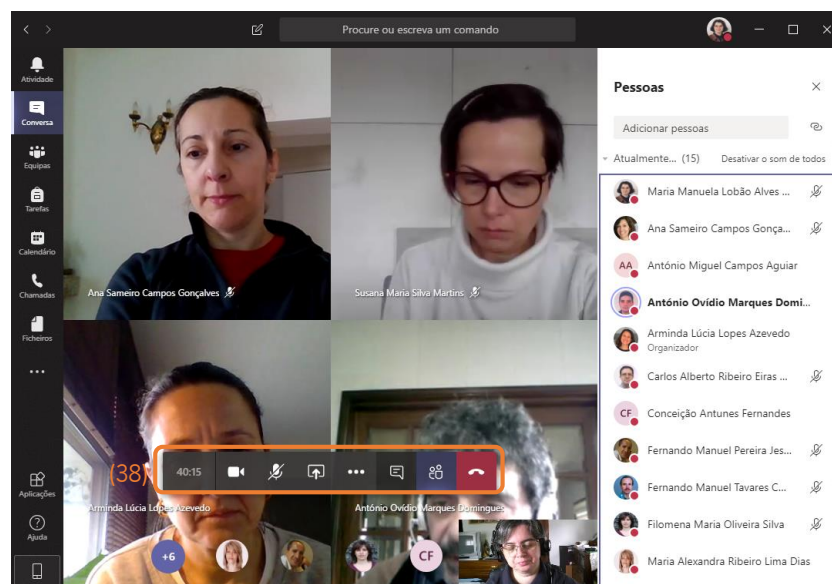 Procure ou escreva um comando
Atividade
Conversa
Equipas
Tarefas
Calendário
Chamadas
Ficheiros
Aplicações
Ajuda
Ana Sameiro Campos Gonçalves
Susana Maria Silva Martins
(38)
40:15
Arminda Lúcia Lopes Azevedo
António Ovídio Marques Domingues
+6
CF
Pessoas
Adicionar pessoas
Atualmente... (15) Desativar o som de todos
Maria Manuela Lobão Alves ...
Ana Sameiro Campos Gonça...
AA António Miguel Campos Aguiar
António Ovídio Marques Domi...
Arminda Lúcia Lopes Azevedo
Organizador
Carlos Alberto Ribeiro Eiras ...
CF Conceição Antunes Fernandes
Fernando Manuel Pereira Jes...
Fernando Manuel Tavares C...
Filomena Maria Oliveira Silva
Maria Alexandra Ribeiro Lima Dias